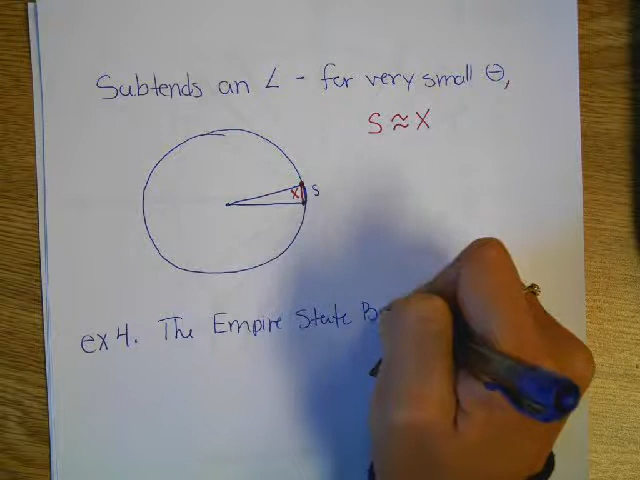 Subtends an ∠ - for very small Θ,
S ≈ X
X S
ex 4. The Empire State